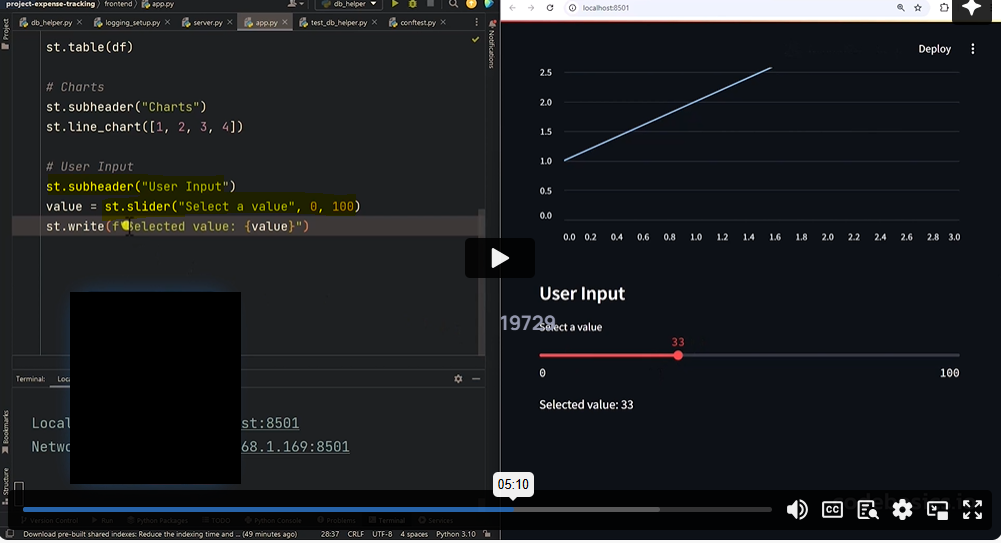 project-expense-tracking frontend app.py
db_helper
db_helper.py
logging_setup.py
server.py
app.py
test_db_helper.py
conftest.py
Project
Notifications
st.table(df)
# Charts
st.subheader("Charts")
st.line_chart([1, 2, 3, 4])
# User Input
st.subheader("User Input")
value = st.slider("Select a value", 0, 100)
st.write(f"Selected value: {value}")
Terminal:
Loca
Local
st:8501
Netwo
68.1.169:8501
Bookmarks
Structure
Version Control
Run
Python Packages
TODO
Python Console
Problems
Terminal
Services
Download pre-built shared indexes: Reduce the indexing time and ... (49 minutes ago)
28:37 CRLF UTF-8 4 spaces Python 3.10
localhost:8501
Deploy
2.5
2.0
1.5
1.0
0.5
0.0
0.0 0.2 0.4 0.6 0.8 1.0 1.2 1.4 1.6 1.8 2.0 2.2 2.4 2.6 2.8 3.0
User Input
19729
Select a value
33
0 100
Selected value: 33
05:10
CC